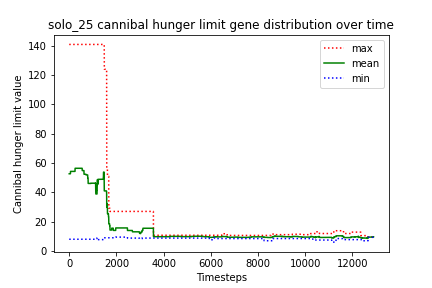 solo_25 cannibal hunger limit gene distribution over time
140
120
100
80
60
40
20
0
Cannibal hunger limit value
max
mean
min
0 2000 4000 6000 8000 10000 12000
Timesteps